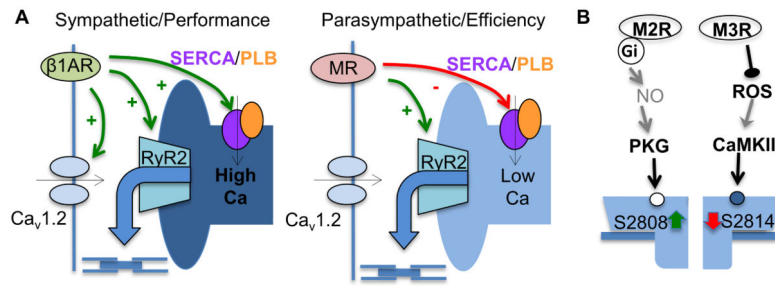 A
Sympathetic/Performance
β1AR
SERCA/PLB
+
+
+
RyR2
High
Ca
Cav1.2
Parasympathetic/Efficiency
MR
SERCA/PLB
-
+
RyR2
Low
Ca
Cav1.2
B
M2R
Gi
NO
PKG
S2808
M3R
ROS
CaMKII
S2814